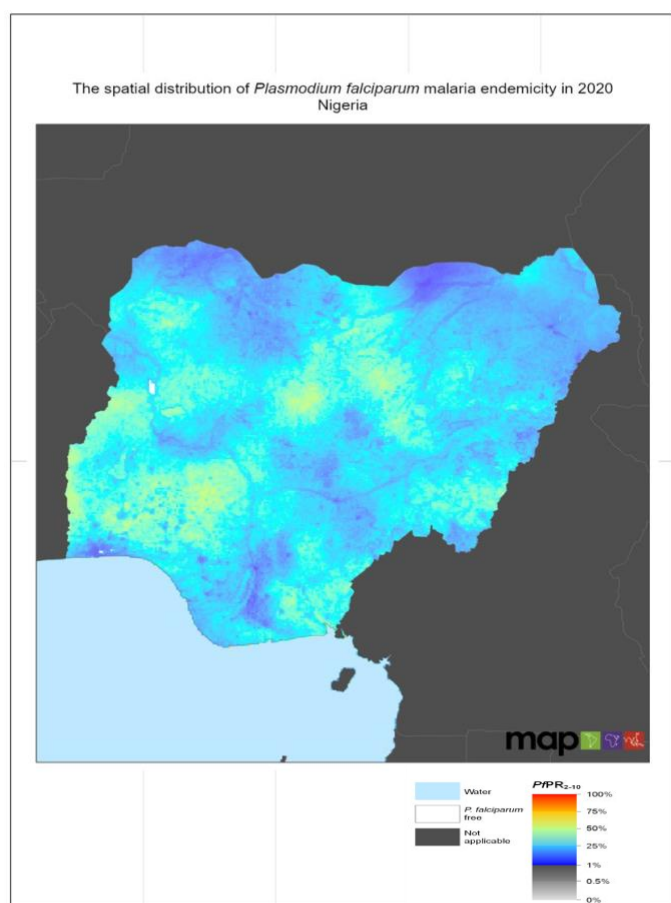 The spatial distribution of Plasmodium falciparum malaria endemicity in 2020
Nigeria
map
Water
P. falciparum
free
Not
applicable
PfPR2-10
100%
75%
50%
25%
1%
0.5%
0%